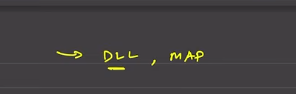 → DLL, MAP